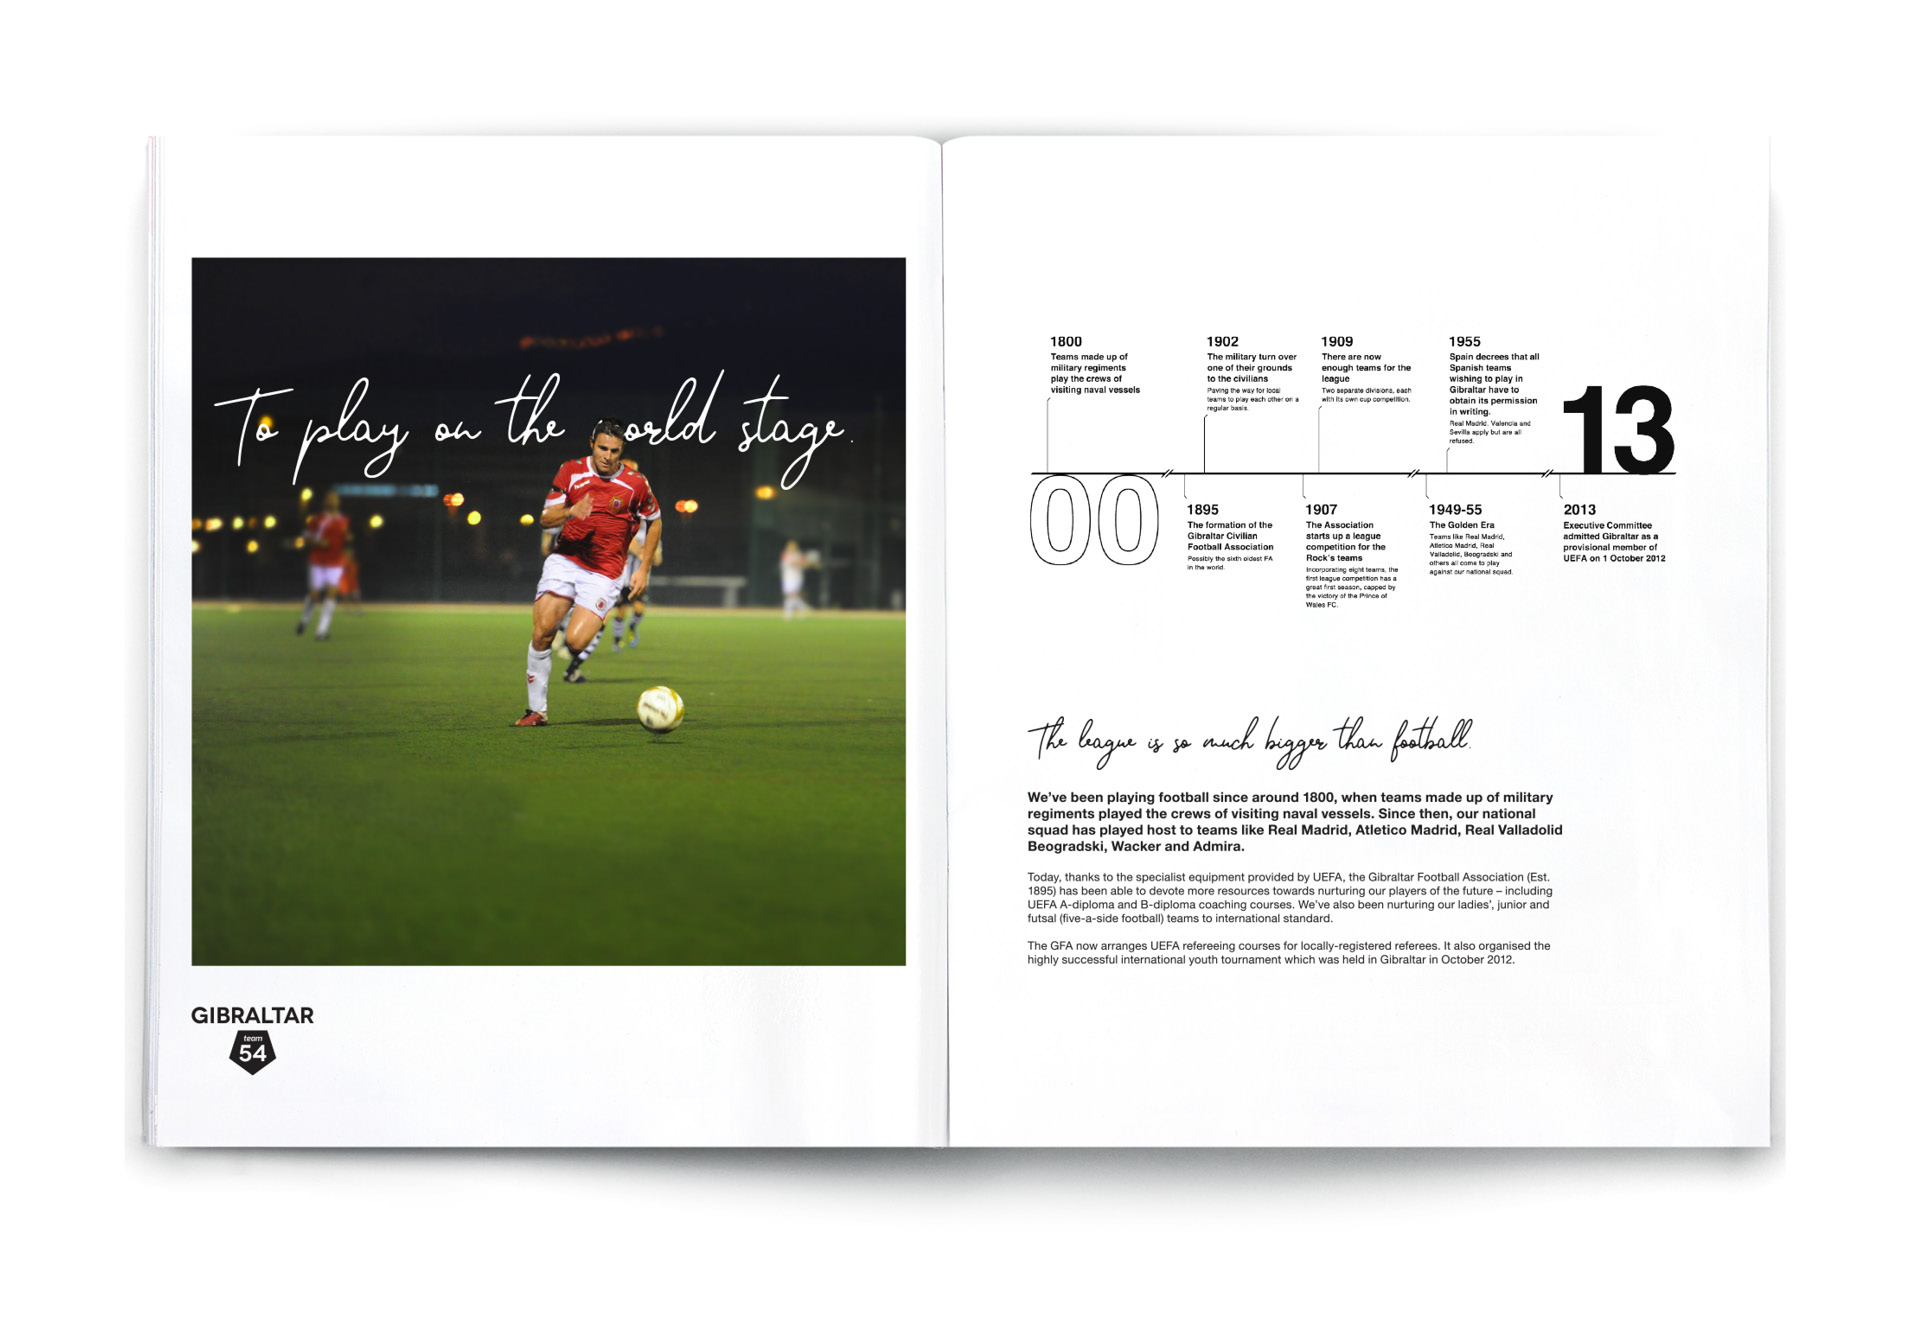 To play on the world stage.
GIBRALTAR
team
54
1800
Teams made up of
military regiments
play the crews of
visiting naval vessels
1902
The military turn over
one of their grounds
to the civilians
Paving the way for local
teams to play each other on a
regular basis.
1909
There are now
enough teams for the
league
Two separate divisions, each
with its own cup competition.
1955
Spain decrees that all
Spanish teams
wishing to play in
Gibraltar have to
obtain its permission
in writing.
Real Madrid, Valencia and
Sevilla apply but are all
refused.
13
00
1895
The formation of the
Gibraltar Civilian
Football Association
Possibly the sixth oldest FA
in the world.
1907
The Association
starts up a league
competition for the
Rock's teams
Incorporating eight teams, the
first league competition has a
great first season, capped by
the victory of the Prince of
Wales FC.
1949-55
The Golden Era
Teams like Real Madrid,
Atletico Madrid, Real
Valladolid, Beogradski and
others all come to play
against our national squad.
2013
Executive Committee
admitted Gibraltar as a
provisional member of
UEFA on 1 October 2012
The league is so much bigger than football.
We've been playing football since around 1800, when teams made up of military
regiments played the crews of visiting naval vessels. Since then, our national
squad has played host to teams like Real Madrid, Atletico Madrid, Real Valladolid
Beogradski, Wacker and Admira.
Today, thanks to the specialist equipment provided by UEFA, the Gibraltar Football Association (Est.
1895) has been able to devote more resources towards nurturing our players of the future – including
UEFA A-diploma and B-diploma coaching courses. We've also been nurturing our ladies', junior and
futsal (five-a-side football) teams to international standard.
The GFA now arranges UEFA refereeing courses for locally-registered referees. It also organised the
highly successful international youth tournament which was held in Gibraltar in October 2012.